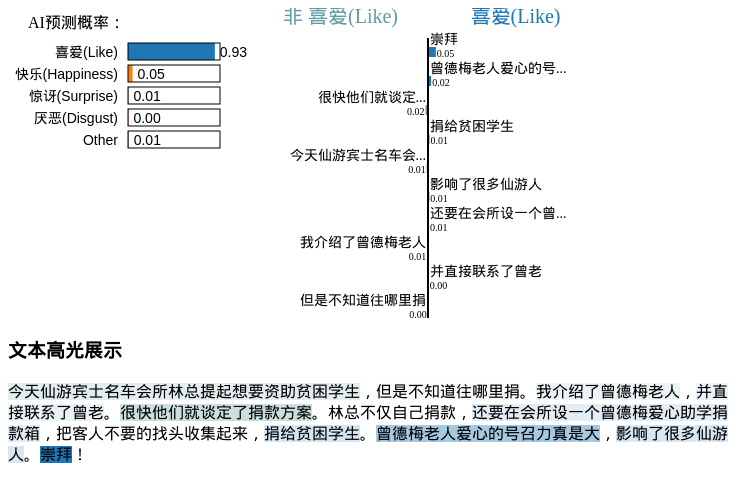 AI预测概率：
喜爱(Like) 0.93
快乐(Happiness) 0.05
惊讶(Surprise) 0.01
厌恶(Disgust) 0.00
Other 0.01
非 喜爱(Like) 喜爱(Like)
崇拜
0.05
曾德梅老人爱心的号...
0.02
很快他们就谈定...
0.02
捐给贫困学生
0.01
今天仙游宾士名车会...
0.01
影响了很多仙游人
0.01
还要在会所设一个曾...
0.01
我介绍了曾德梅老人
0.01
并直接联系了曾老
0.00
但是不知道往哪里捐
0.00
文本高光展示
今天仙游宾士名车会所林总提起想要资助贫困学生，但是不知道往哪里捐。我介绍了曾德梅老人，并直
接联系了曾老。很快他们就谈定了捐款方案。林总不仅自己捐款，还要在会所设一个曾德梅爱心助学捐
款箱，把客人不要的找头收集起来，捐给贫困学生。曾德梅老人爱心的号召力真是大，影响了很多仙游
人。崇拜！